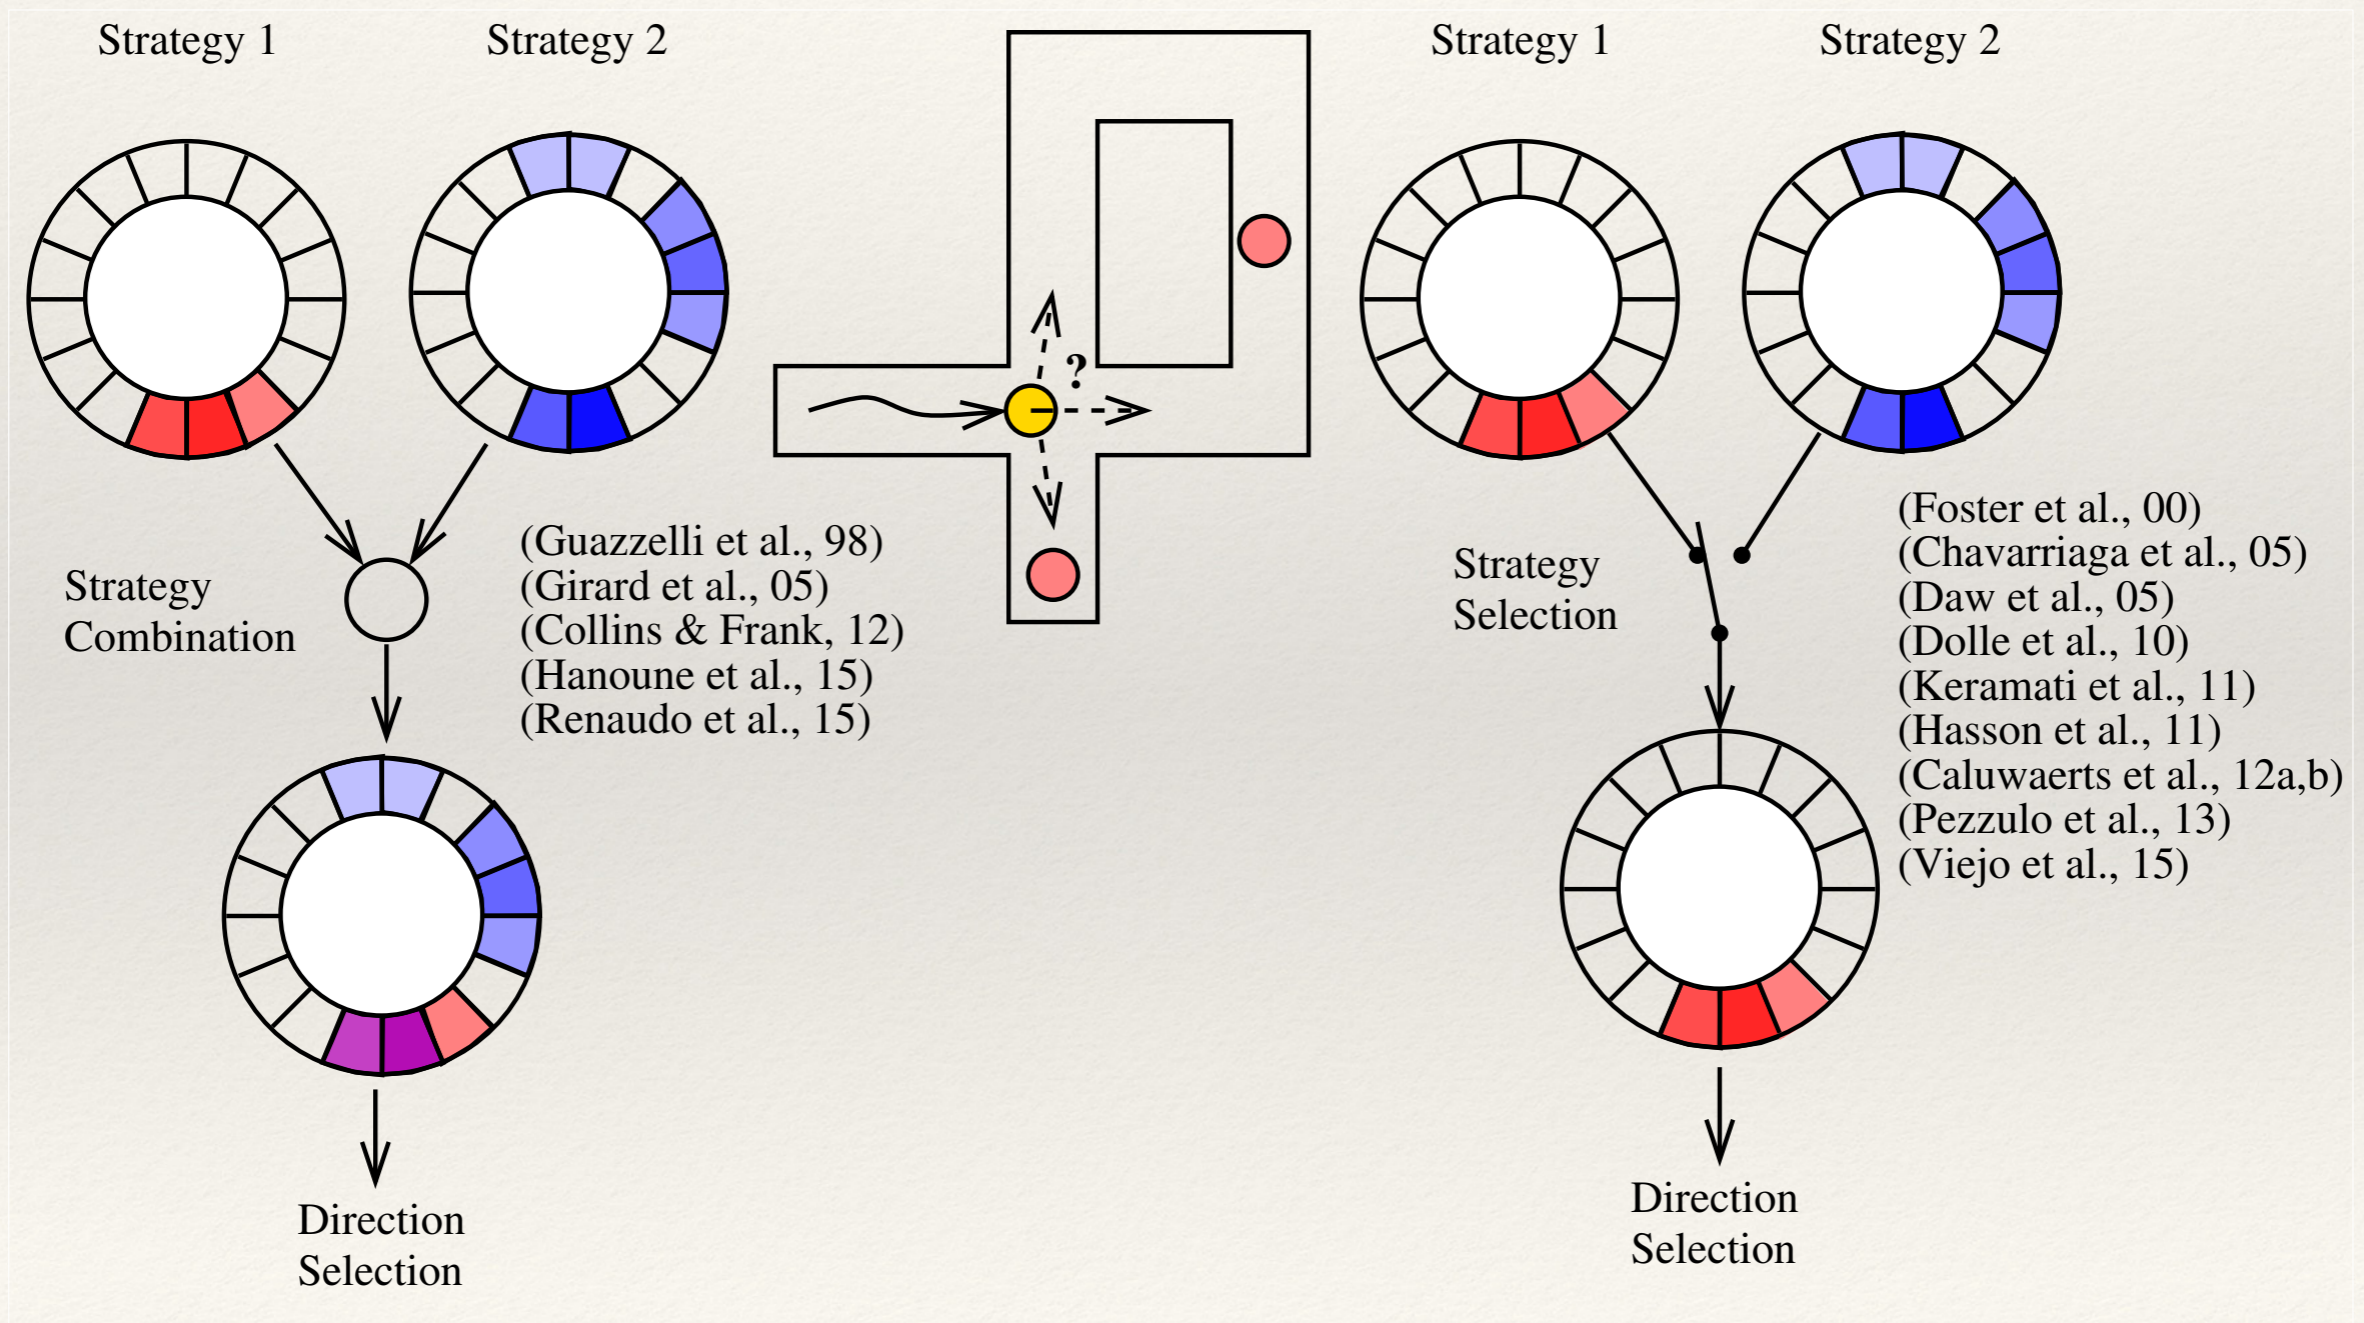 Strategy 1
Strategy 2
Strategy
Combination
(Guazzelli et al., 98)
(Girard et al., 05)
(Collins & Frank, 12)
(Hanoune et al., 15)
(Renaudo et al., 15)
Direction
Selection
?
Strategy 1
Strategy 2
Strategy
Selection
(Foster et al., 00)
(Chavarriaga et al., 05)
(Daw et al., 05)
(Dolle et al., 10)
(Keramati et al., 11)
(Hasson et al., 11)
(Caluwaerts et al., 12a,b)
(Pezzulo et al., 13)
(Viejo et al., 15)
Direction
Selection